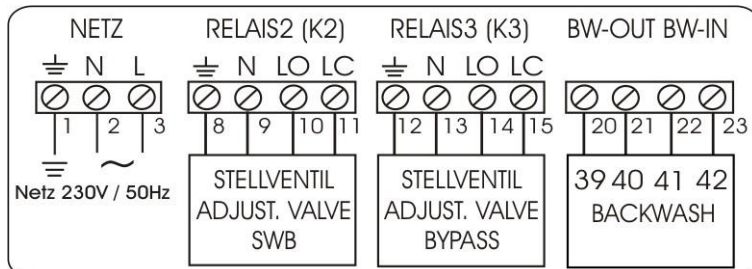 NETZ RELAIS2 (K2) RELAIS3 (K3) BW-OUT BW-IN
N L N LO LC N LO LC
1 2 3 8 9 10 11 12 13 14 15 20 21 22 23
~
Netz 230V / 50Hz
STELLVENTIL STELLVENTIL 39 40 41 42
ADJUST. VALVE ADJUST. VALVE BACKWASH
SWB BYPASS